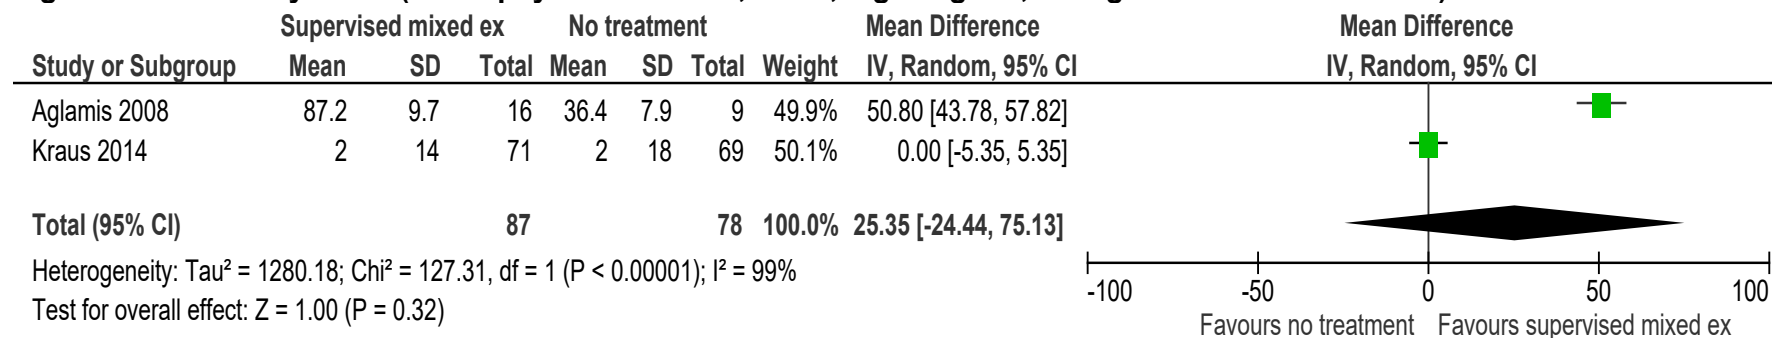 Supervised mixed ex No treatment Mean Difference Mean Difference
Study or Subgroup Mean SD Total Mean SD Total Weight IV, Random, 95% CI IV, Random, 95% CI
Aglamis 2008 87.2 9.7 16 36.4 7.9 9 49.9% 50.80 [43.78, 57.82]
Kraus 2014 2 14 71 2 18 69 50.1% 0.00 [-5.35, 5.35]
Total (95% CI) 87 78 100.0% 25.35 [-24.44, 75.13]
Heterogeneity: Tau² = 1280.18; Chi² = 127.31, df = 1 (P < 0.00001); I² = 99%
Test for overall effect: Z = 1.00 (P = 0.32)
-100 -50 0 50 100
Favours no treatment Favours supervised mixed ex